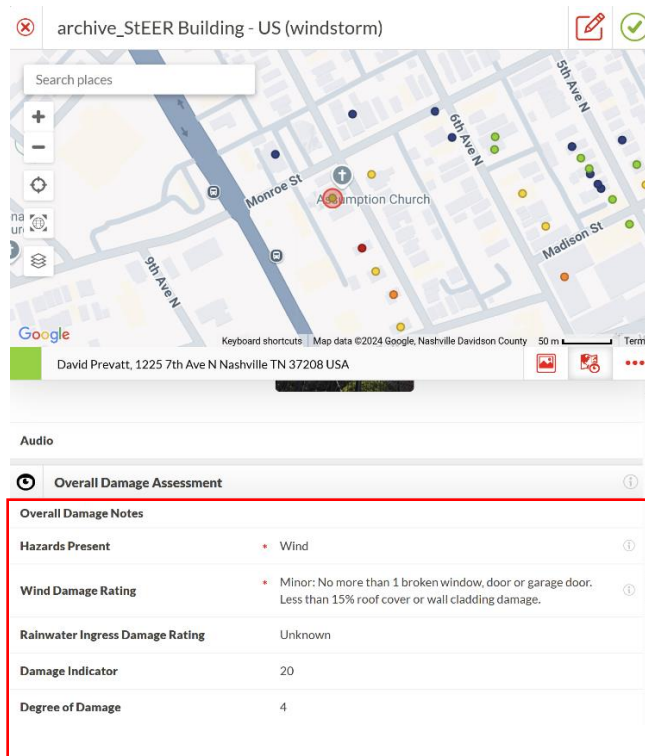 archive_StEER Building - US (windstorm)
Search places
5th Ave N
6th Ave N
Monroe St
Assumption Church
Madison St
9th Ave N
Google
Keyboard shortcuts Map data ©2024 Google, Nashville Davidson County 50 m Term
David Prevatt, 1225 7th Ave N Nashville TN 37208 USA
Audio
Overall Damage Assessment
Overall Damage Notes
Hazards Present * Wind
Wind Damage Rating * Minor: No more than 1 broken window, door or garage door.
Less than 15% roof cover or wall cladding damage.
Rainwater Ingress Damage Rating Unknown
Damage Indicator 20
Degree of Damage 4